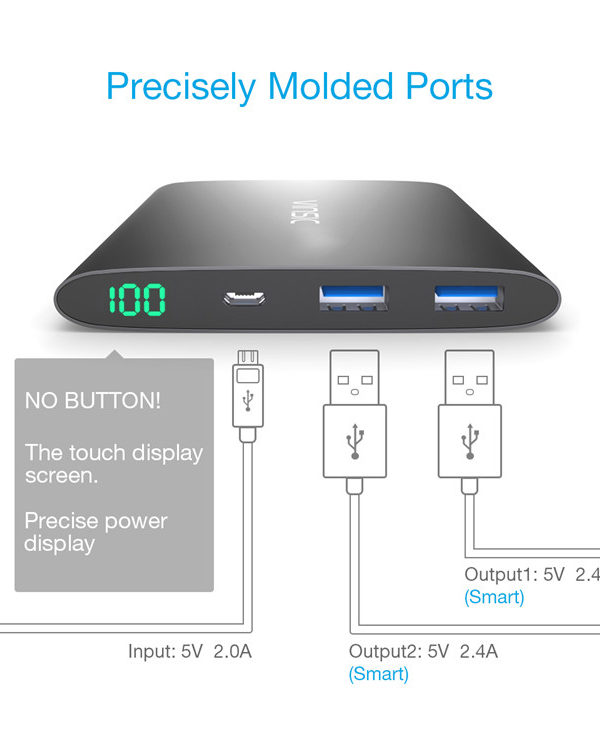 Precisely Molded Ports
VINSIC
100
NO BUTTON!
The touch display
screen.
Precise power
display
Output1: 5V 2.4
(Smart)
Input: 5V 2.0A
Output2: 5V 2.4A
(Smart)